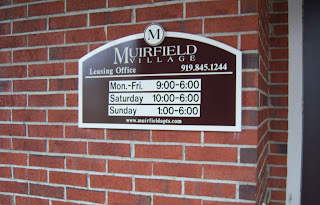 M
MUIRFIELD
VILLAGE
Leasing Office 919.845.1244
Mon.-Fri. 9:00-6:00
Saturday 10:00-6:00
Sunday 1:00-6:00
www.muirfieldapts.com